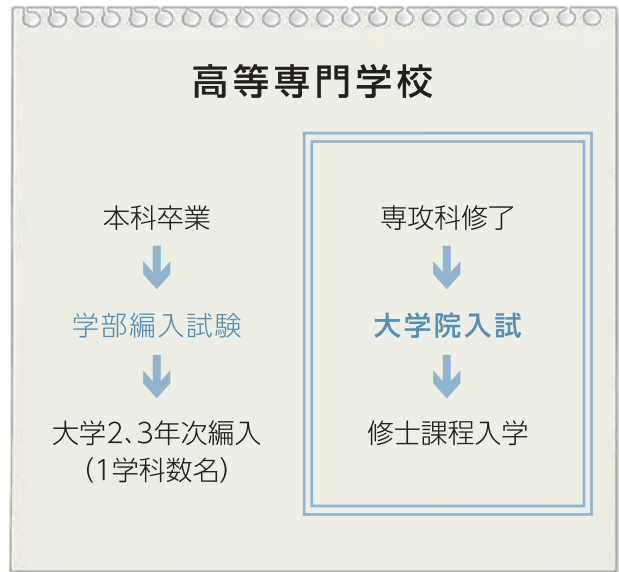 高等専門学校
本科卒業
学部編入試験
大学2、3年次編入
(1学科数名)
専攻科修了
大学院入試
修士課程入学